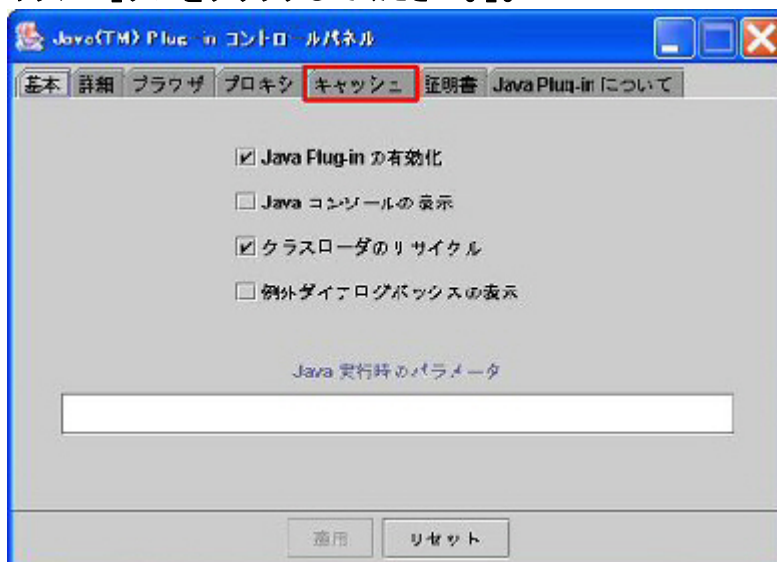 Java(TM) Plug-in コントロールパネル
基本 詳細 ブラウザ プロキシ キャッシュ 証明書 Java Plug-in について
Java Plug-in の有効化
Java コンソールの表示
クラスローダのリサイクル
例外ダイアログボックスの表示
Java 実行時のパラメータ
適用 リセット